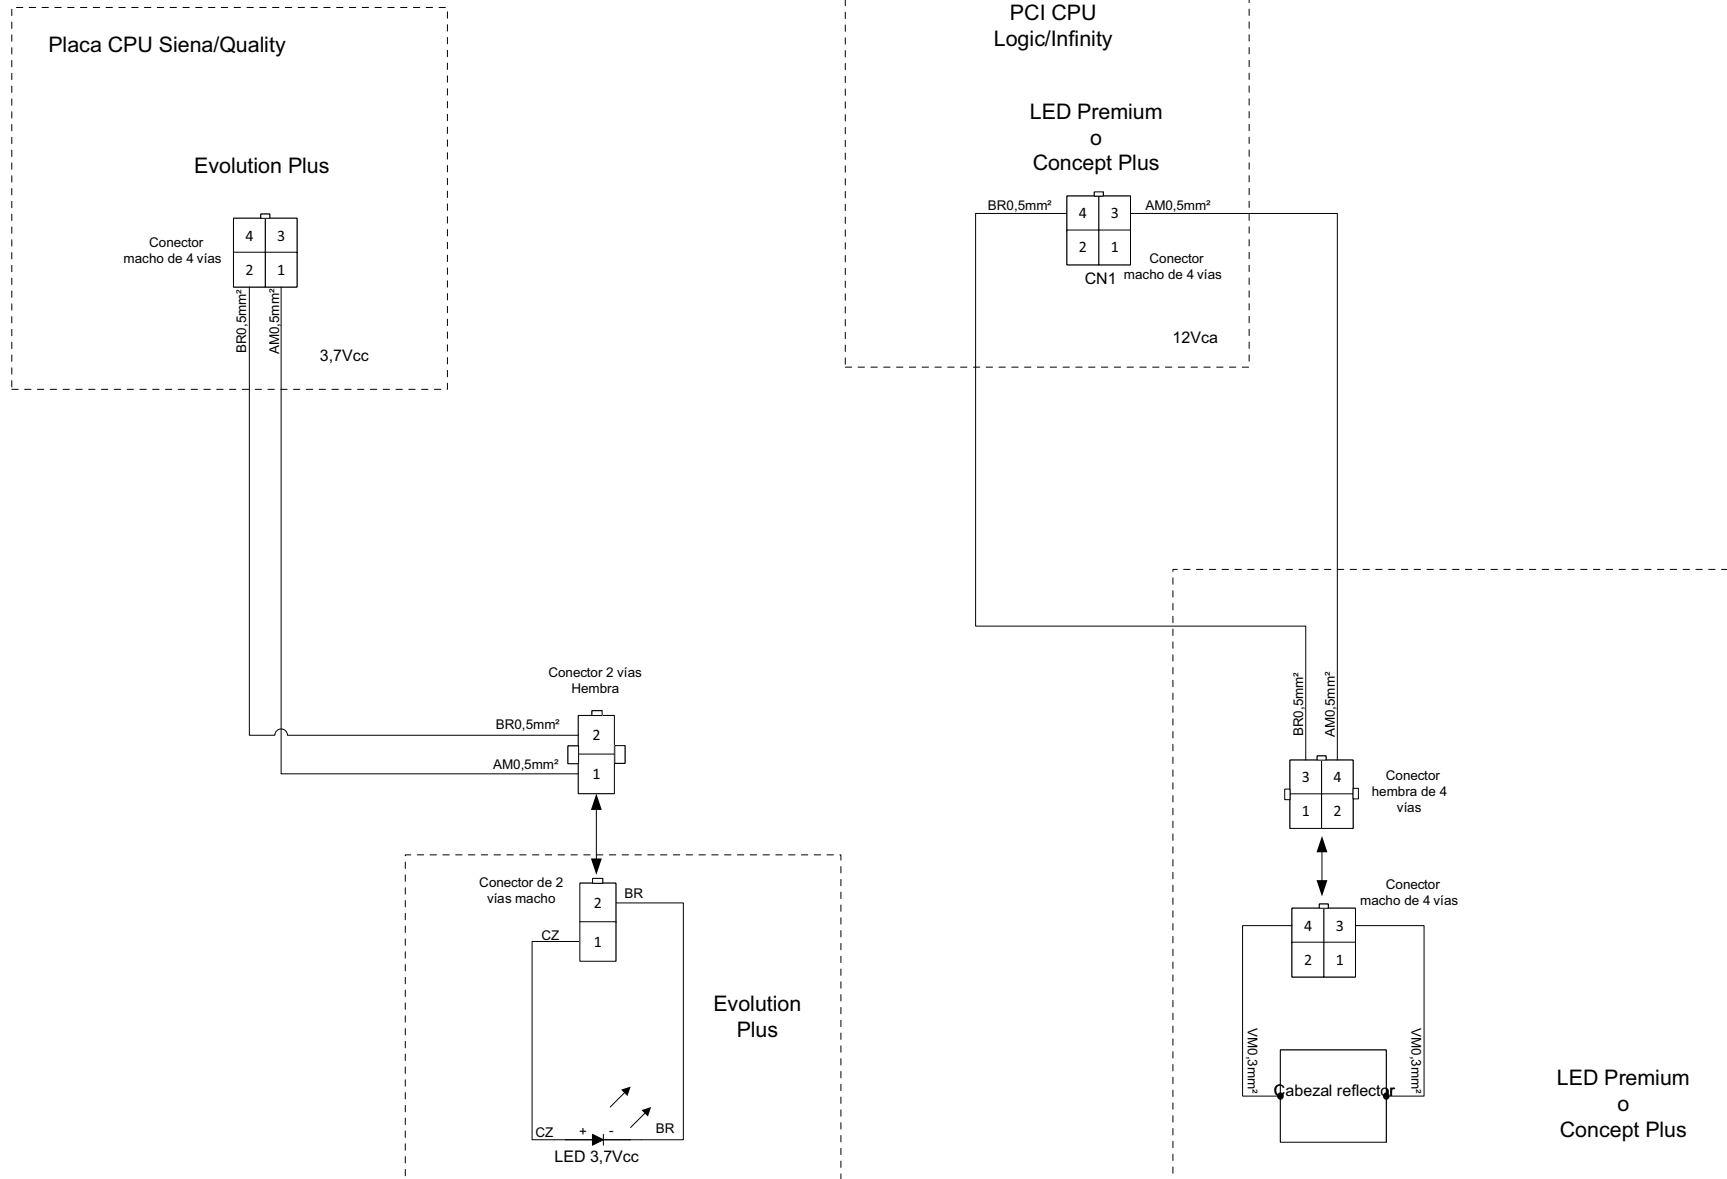 Placa CPU Siena/Quality
Evolution Plus
Conector
macho de 4 vías
4
3
2
1
BR0,5mm²
AM0,5mm²
3,7Vcc
PCI CPU
Logic/Infinity
LED Premium
o
Concept Plus
BR0,5mm²
4
3
AM0,5mm²
2
1
CN1
Conector
macho de 4 vías
12Vca
Conector 2 vías
Hembra
BR0,5mm²
2
AM0,5mm²
1
Conector de 2
vías macho
2
BR
CZ
1
Evolution
Plus
CZ
+
-
BR
LED 3,7Vcc
BR0,5mm²
AM0,5mm²
3
4
1
2
Conector
hembra de 4
vías
Conector
macho de 4 vías
4
3
2
1
VM0,3mm²
VM0,3mm²
Cabezal reflector
LED Premium
o
Concept Plus